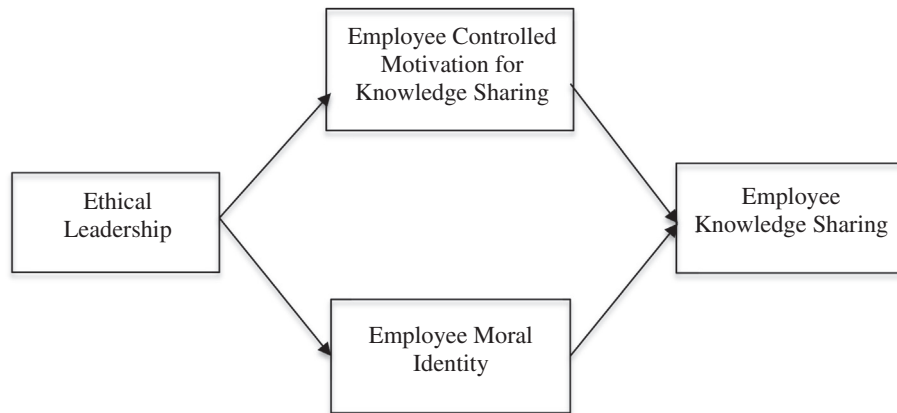 Employee Controlled
Motivation for
Knowledge Sharing
Ethical
Leadership
Employee
Knowledge Sharing
Employee Moral
Identity